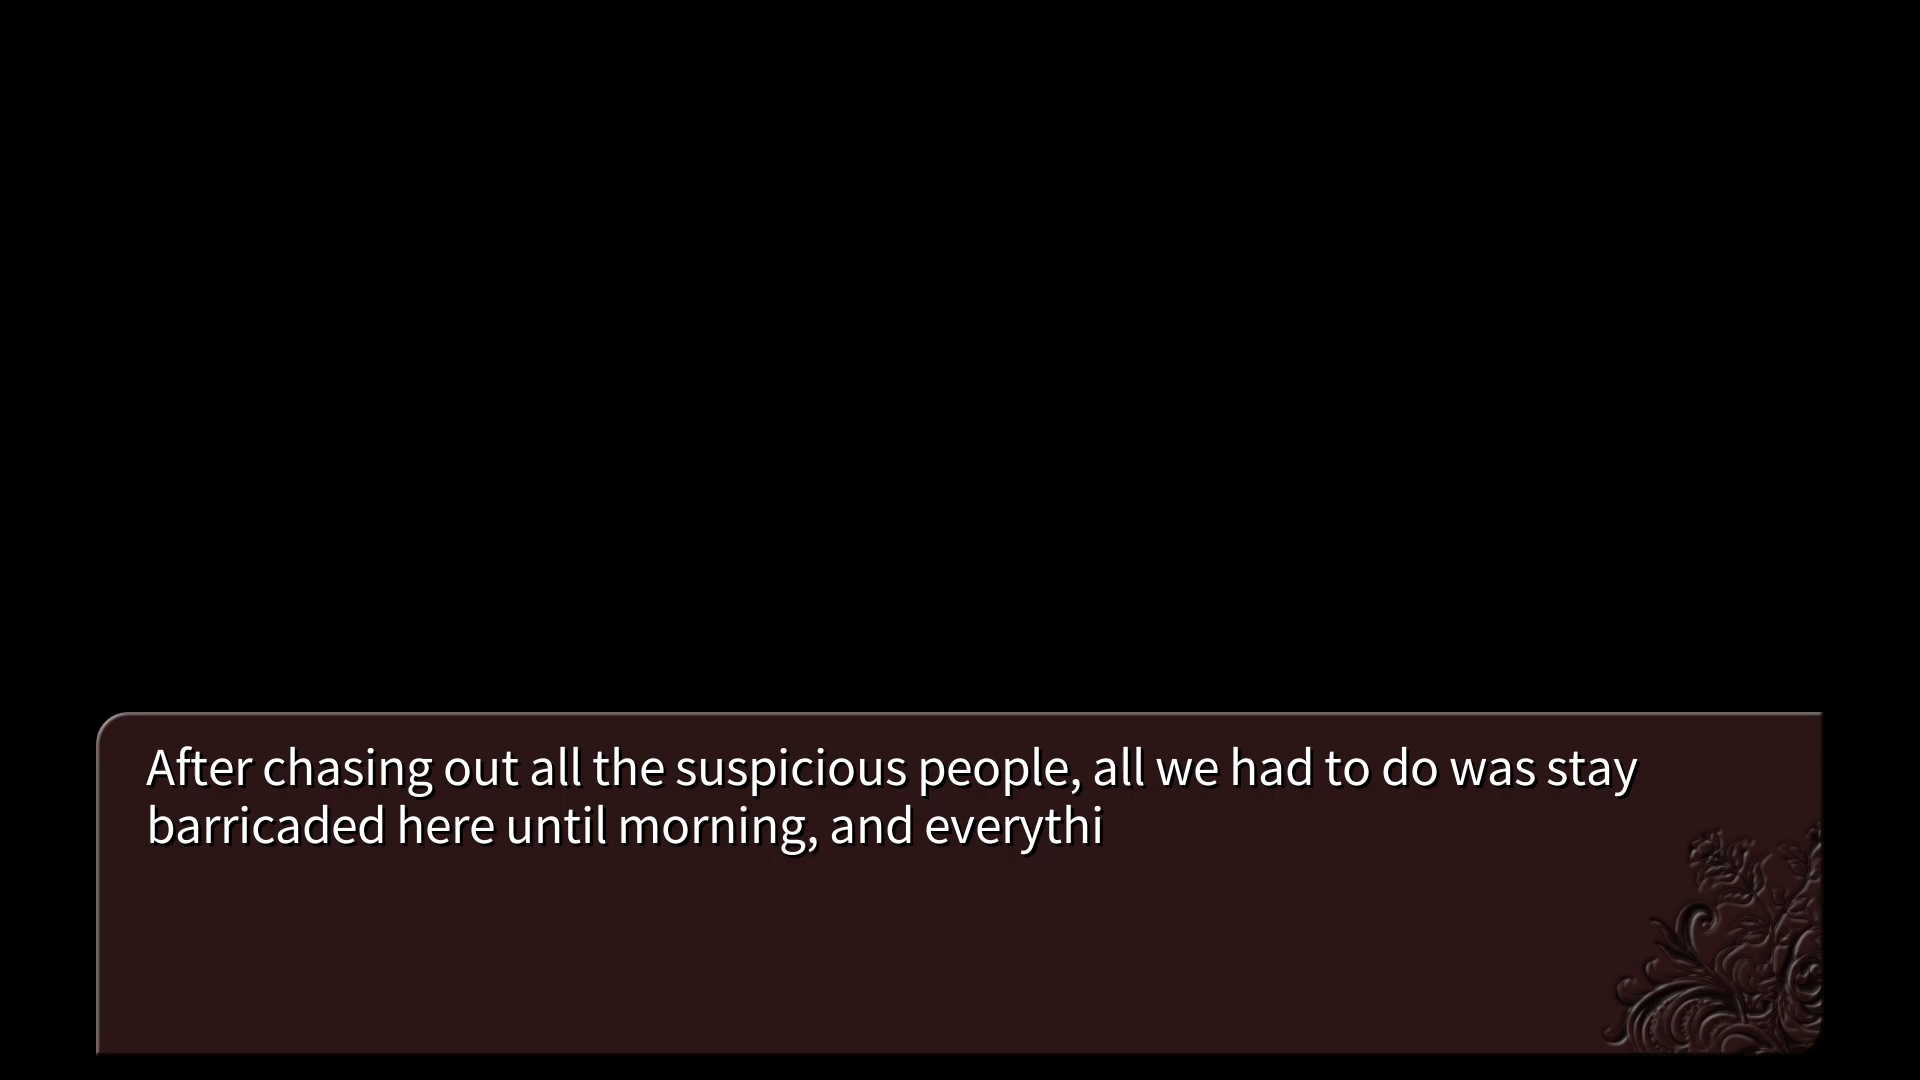 After chasing out all the suspicious people, all we had to do was stay
barricaded here until morning, and everythi